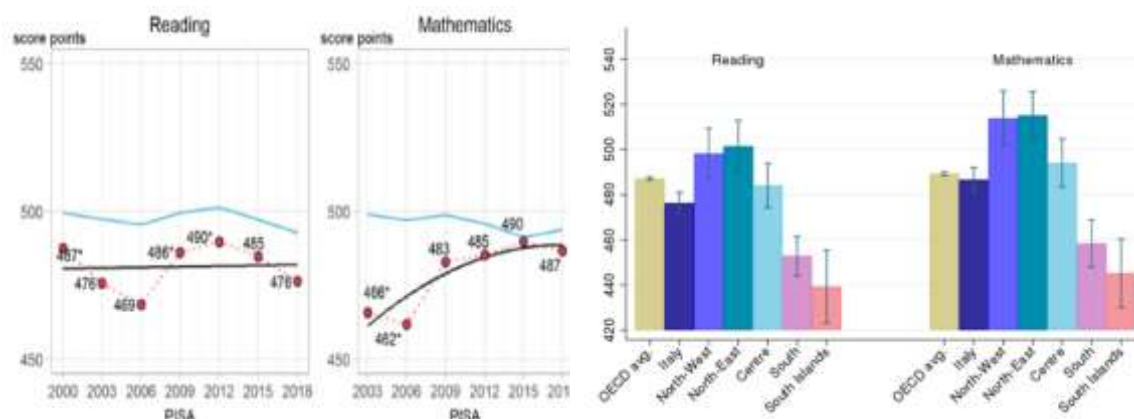 Reading
score points
550
500
450
487*
476
469
486*
490*
485
476
2000 2003 2006 2009 2012 2015 2018
PISA
Mathematics
score points
466*
462*
483
485
490
487
2003 2006 2009 2012 2015 201
PISA
Reading
Mathematics
540
520
500
480
460
440
420
OECD avg.
Italy
North-West
North-East
Centre
South
South Islands
OECD avg.
Italy
North-West
North-East
Centre
South
South Islands